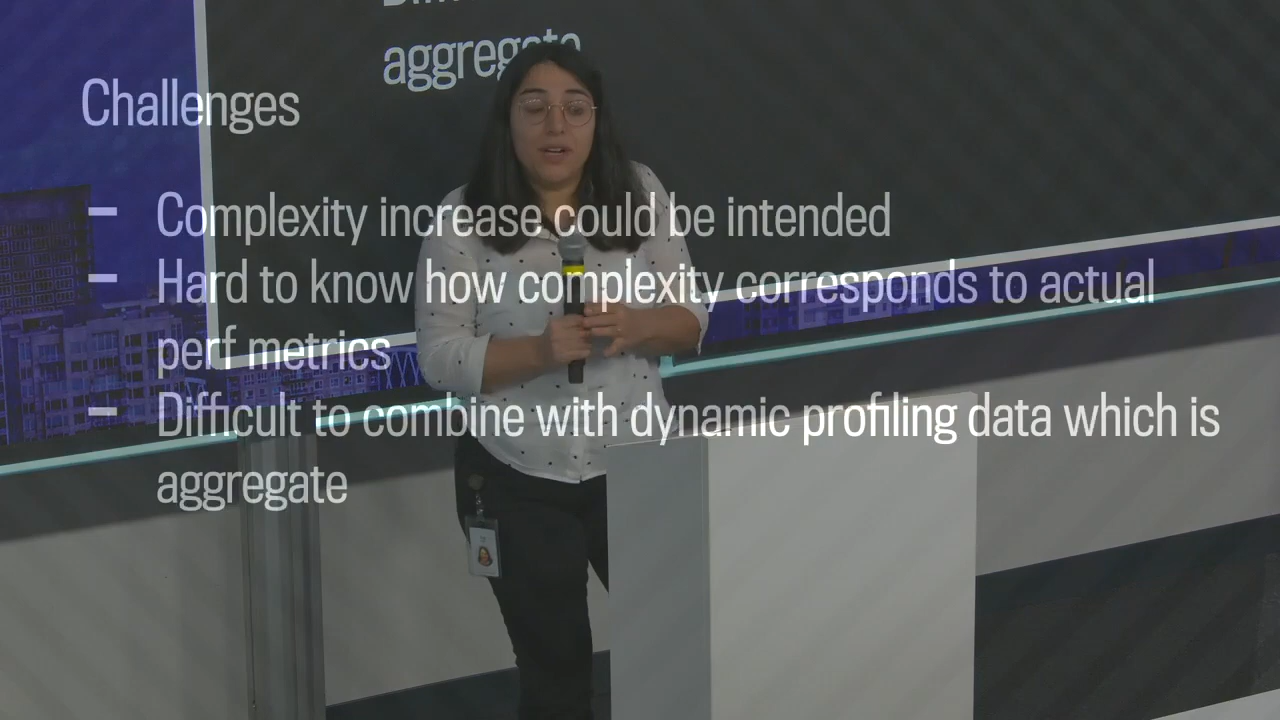 aggregate
Challenges
- Complexity increase could be intended
- Hard to know how complexity corresponds to actual
perf metrics
- Difficult to combine with dynamic profiling data which is
aggregate